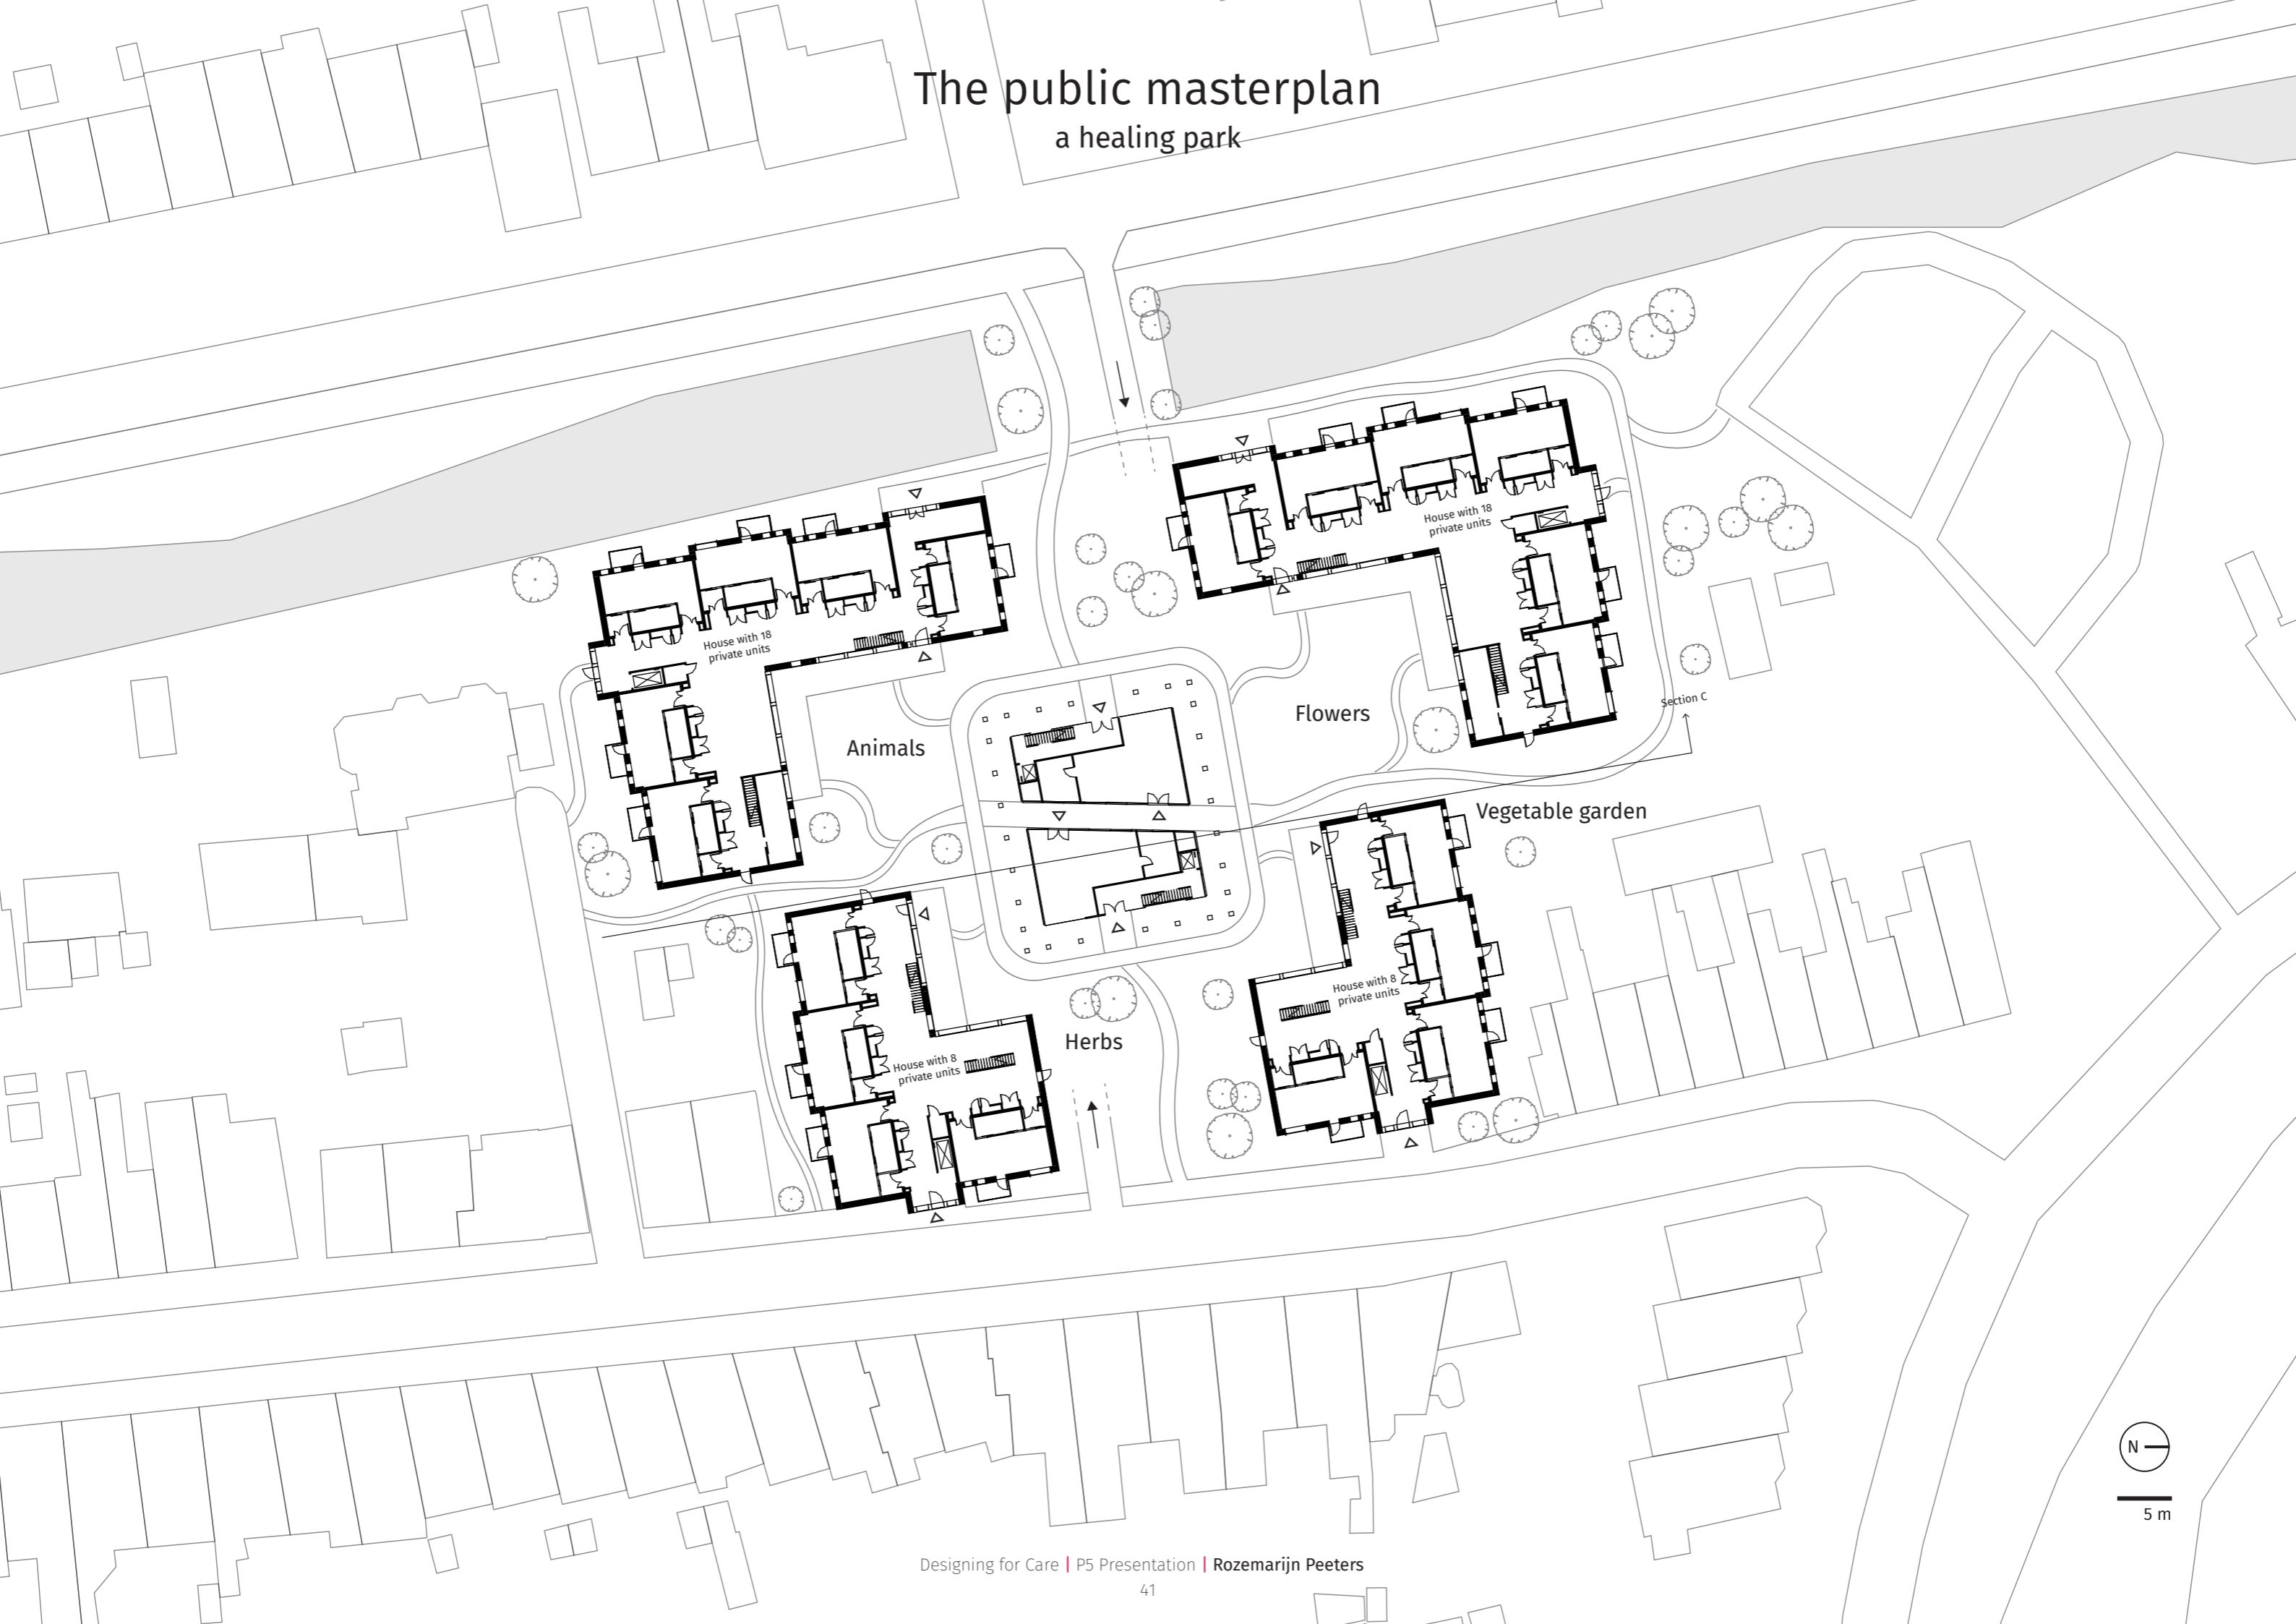 The public masterplan
a healing park
House with 18
private units
House with 18
private units
Section C
Flowers
Animals
Vegetable garden
House with 8
private units
Herbs
House with 8
private units
N
5 m
Designing for Care | P5 Presentation | Rozemarijn Peeters
41